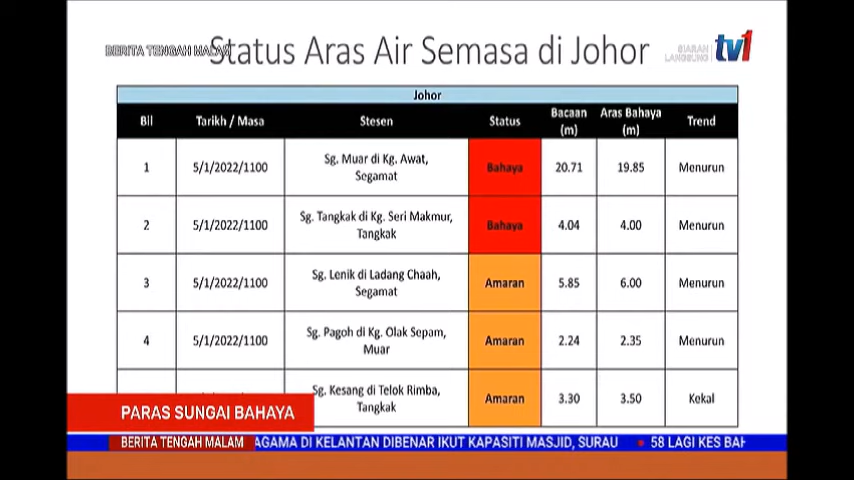 BERITA TENGAH MALAM
Status Aras Air Semasa di Johor
SIARAN
LANGSUNG
tv1
Johor
Bil Tarikh / Masa Stesen Status Bacaan (m) Aras Bahaya (m) Trend
1 5/1/2022/1100 Sg. Muar di Kg. Awat, Segamat Bahaya 20.71 19.85 Menurun
2 5/1/2022/1100 Sg. Tangkak di Kg. Seri Makmur, Tangkak Bahaya 4.04 4.00 Menurun
3 5/1/2022/1100 Sg. Lenik di Ladang Chaah, Segamat Amaran 5.85 6.00 Menurun
4 5/1/2022/1100 Sg. Pagoh di Kg. Olak Sepam, Muar Amaran 2.24 2.35 Menurun
Sg. Kesang di Telok Rimba, Tangkak Amaran 3.30 3.50 Kekal
PARAS SUNGAI BAHAYA
BERITA TENGAH MALAM AGAMA DI KELANTAN DIBENAR IKUT KAPASITI MASJID, SURAU • 58 LAGI KES